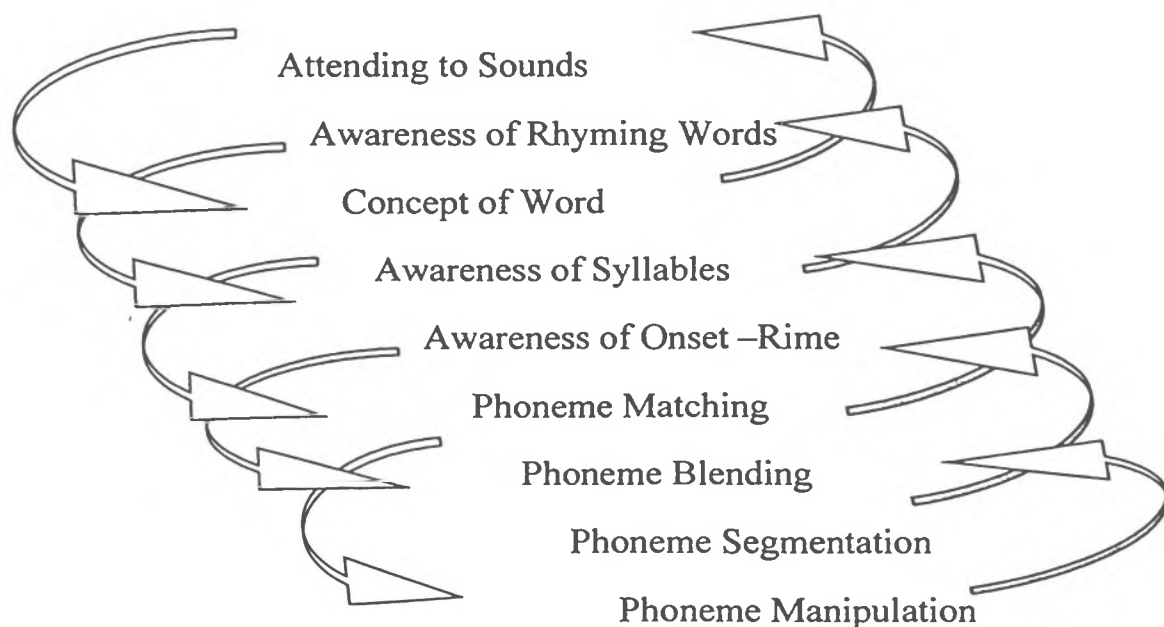 Attending to Sounds
Awareness of Rhyming Words
Concept of Word
Awareness of Syllables
Awareness of Onset –Rime
Phoneme Matching
Phoneme Blending
Phoneme Segmentation
Phoneme Manipulation